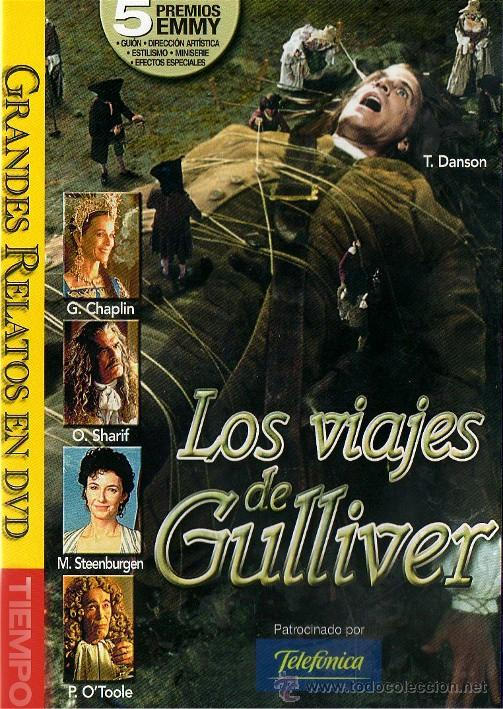 5 PREMIOS
EMMY
• GUIÓN • DIRECCIÓN ARTÍSTICA
• ESTILISMO • MINISERIE
• EFECTOS ESPECIALES
T. Danson
GRANDES RELATOS EN DVD
TIEMPO
G. Chaplin
O. Sharif
M. Steenburgen
P. O'Toole
Los viajes
de
Gulliver
Patrocinado por
Telefónica
www.todocoleccion.net